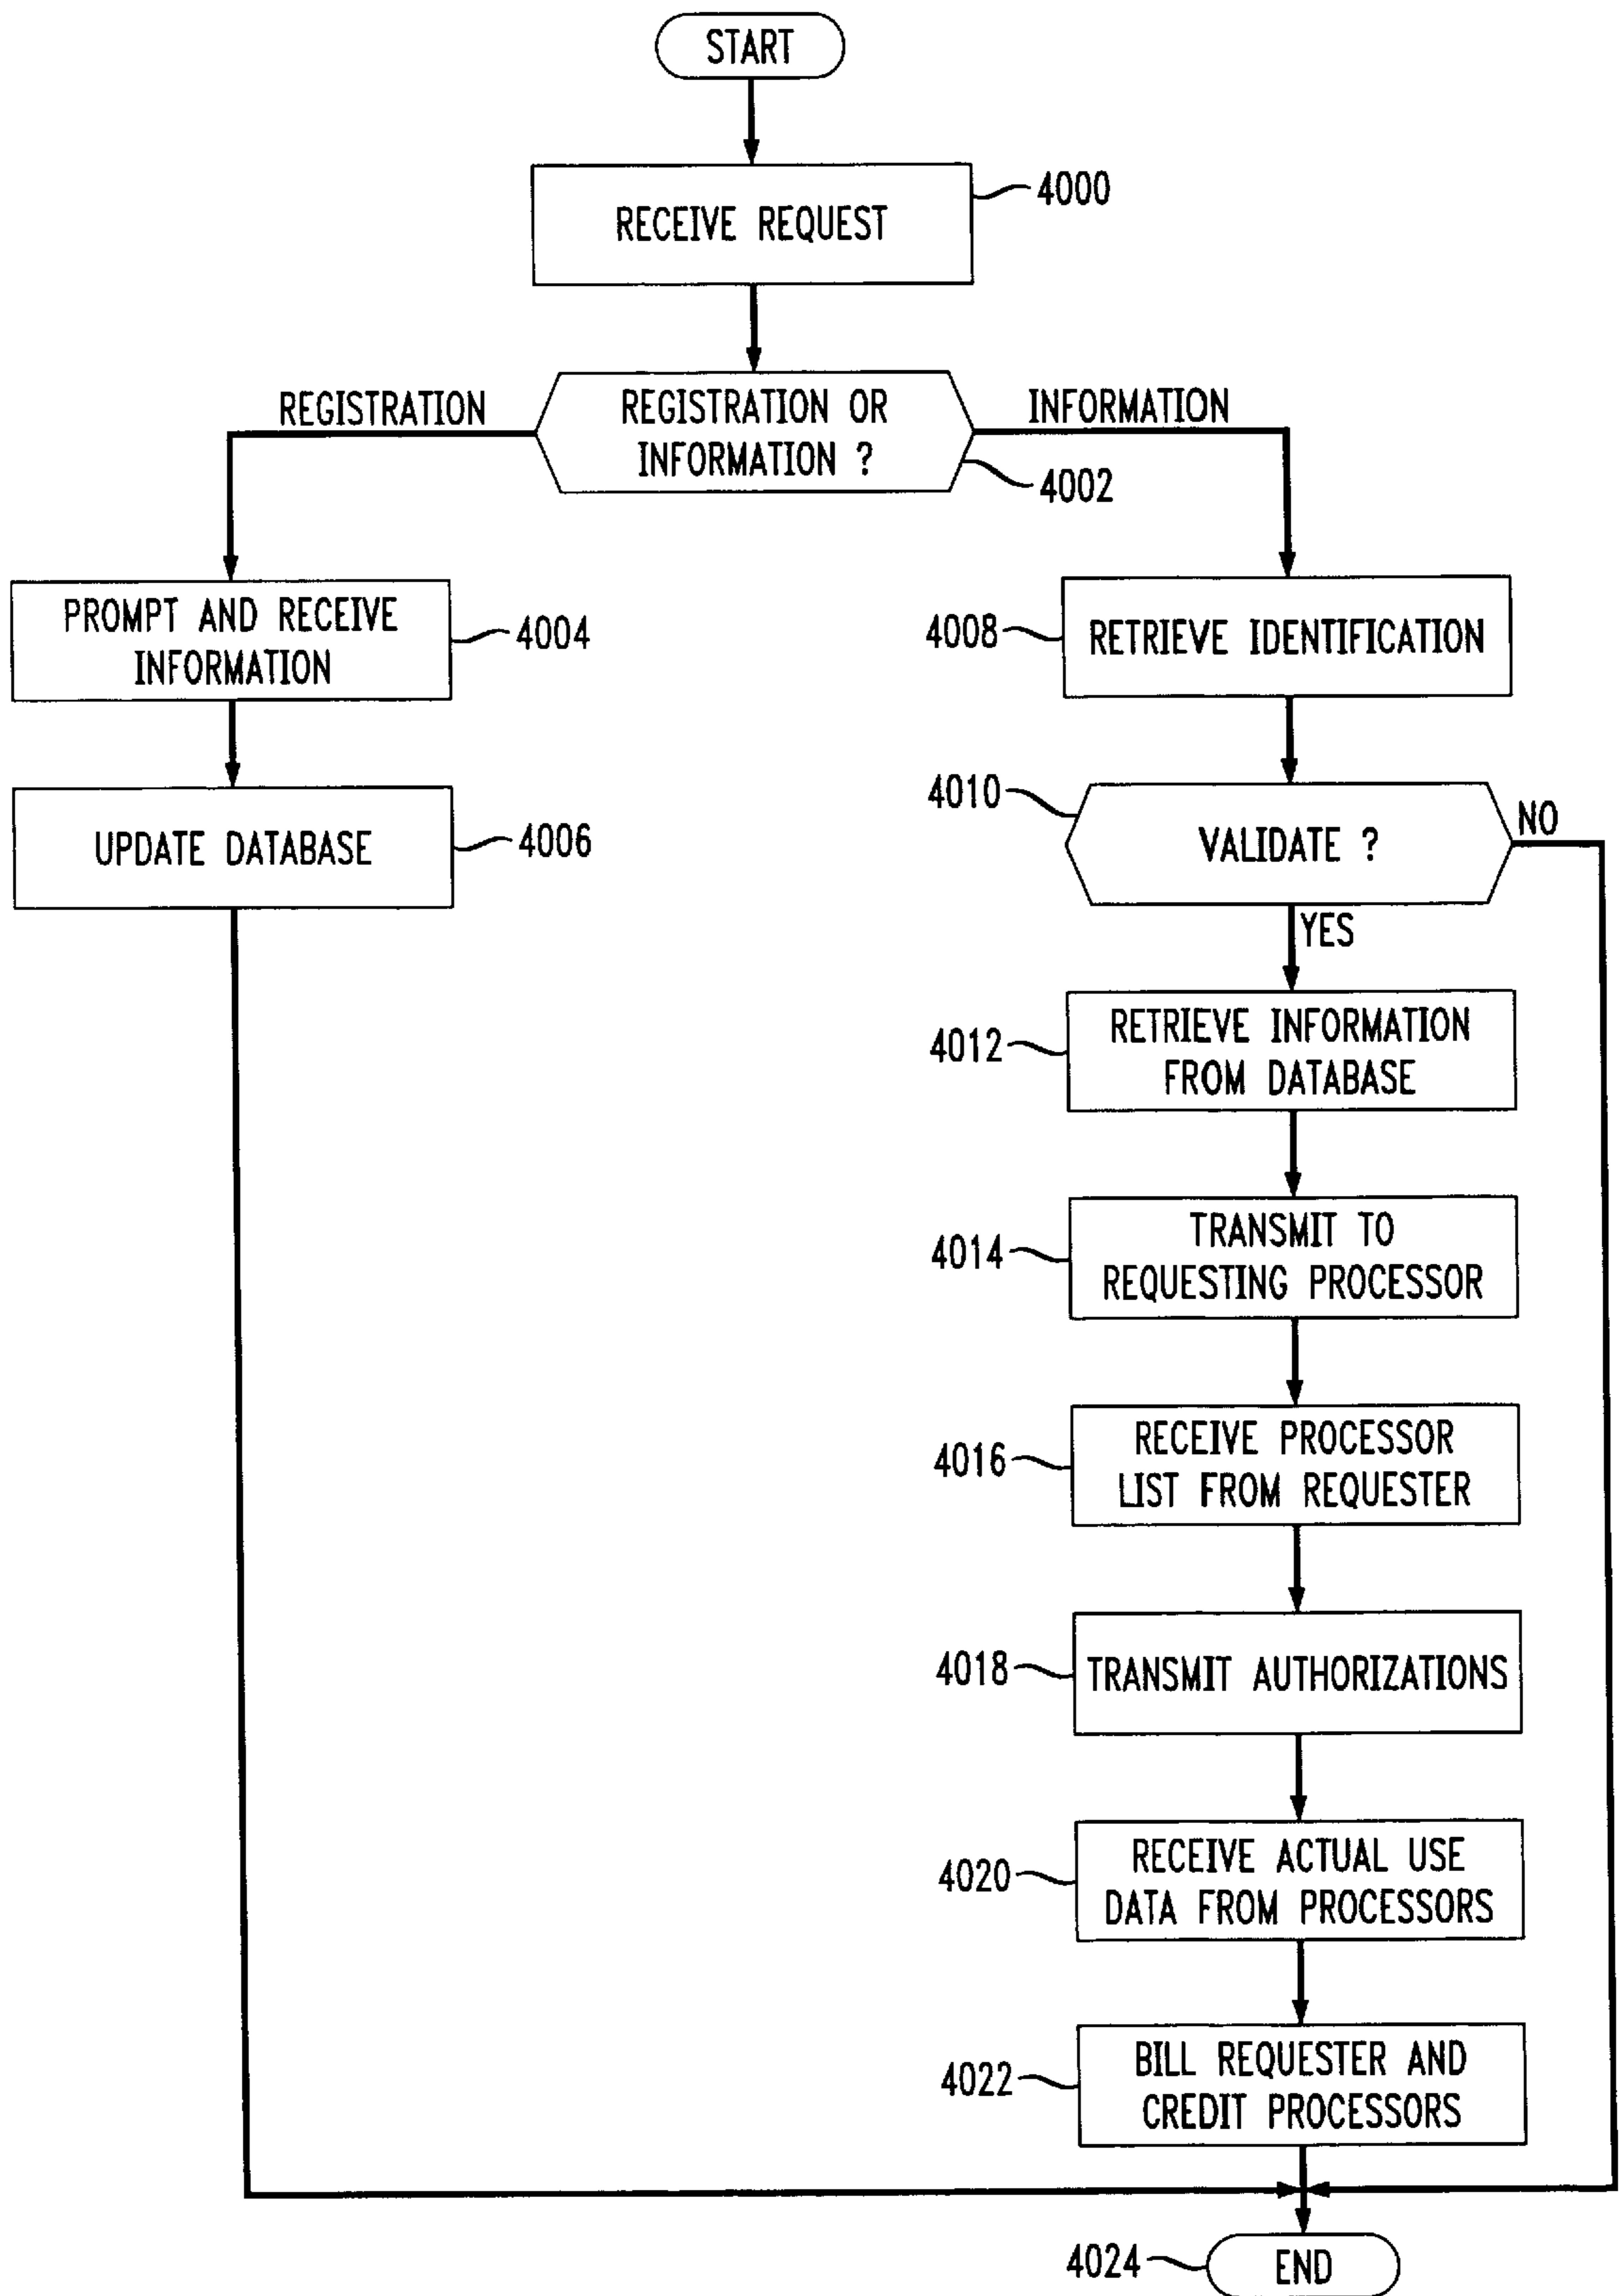 START
RECEIVE REQUEST
4000
REGISTRATION
REGISTRATION OR
INFORMATION ?
INFORMATION
4002
PROMPT AND RECEIVE
INFORMATION
4004
4008
RETRIEVE IDENTIFICATION
UPDATE DATABASE
4006
4010
VALIDATE ?
NO
YES
4012
RETRIEVE INFORMATION
FROM DATABASE
4014
TRANSMIT TO
REQUESTING PROCESSOR
4016
RECEIVE PROCESSOR
LIST FROM REQUESTER
4018
TRANSMIT AUTHORIZATIONS
4020
RECEIVE ACTUAL USE
DATA FROM PROCESSORS
4022
BILL REQUESTER AND
CREDIT PROCESSORS
4024
END